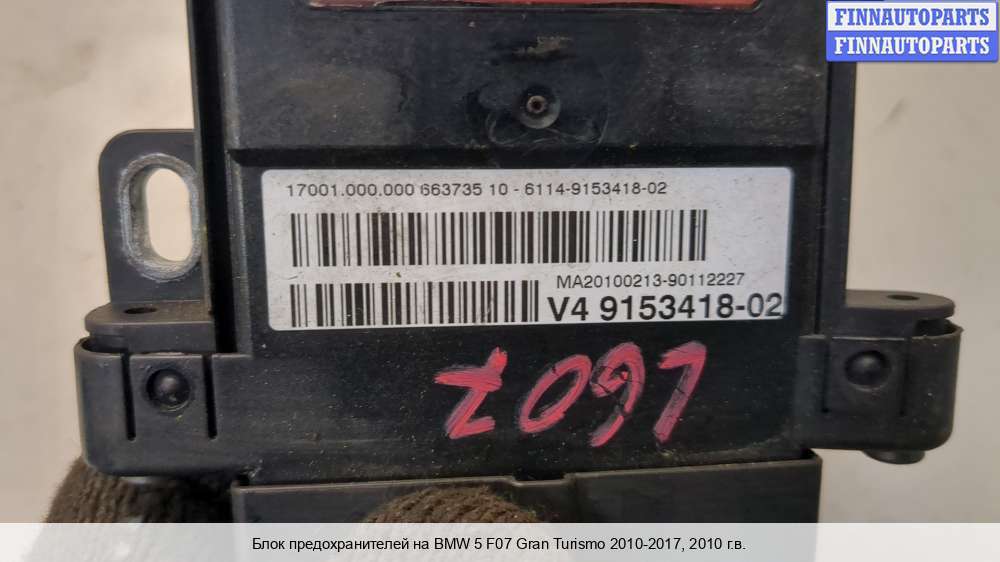 FINNAUTOPARTS
FINNAUTOPARTS
17001.000.000 663735 10 - 6114-9153418-02
MA20100213-90112227
V4 9153418-02
Блок предохранителей на BMW 5 F07 Gran Turismo 2010-2017, 2010 г.в.